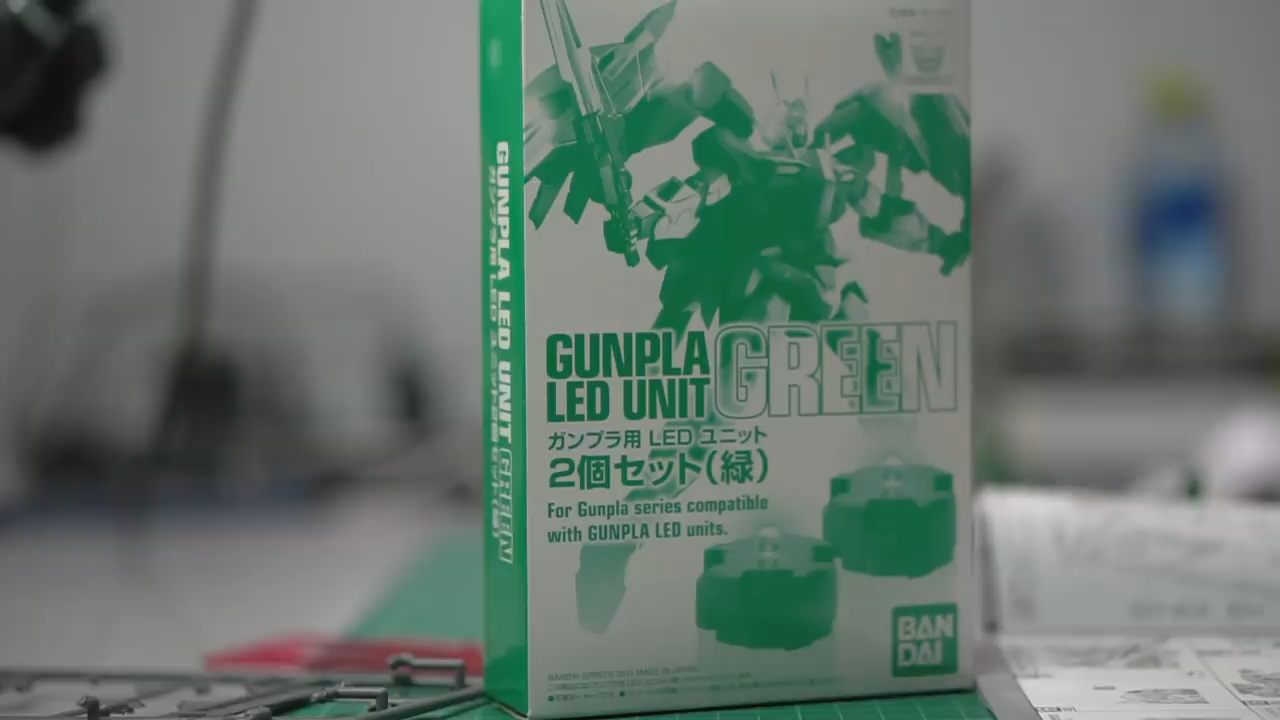 GUNPLA LED UNIT GREEN
GUNPLA
LED UNIT
GREEN
ガンプラ用 LED ユニット
2個セット(緑)
For Gunpla series compatible
with GUNPLA LED units.
BAN
DAI